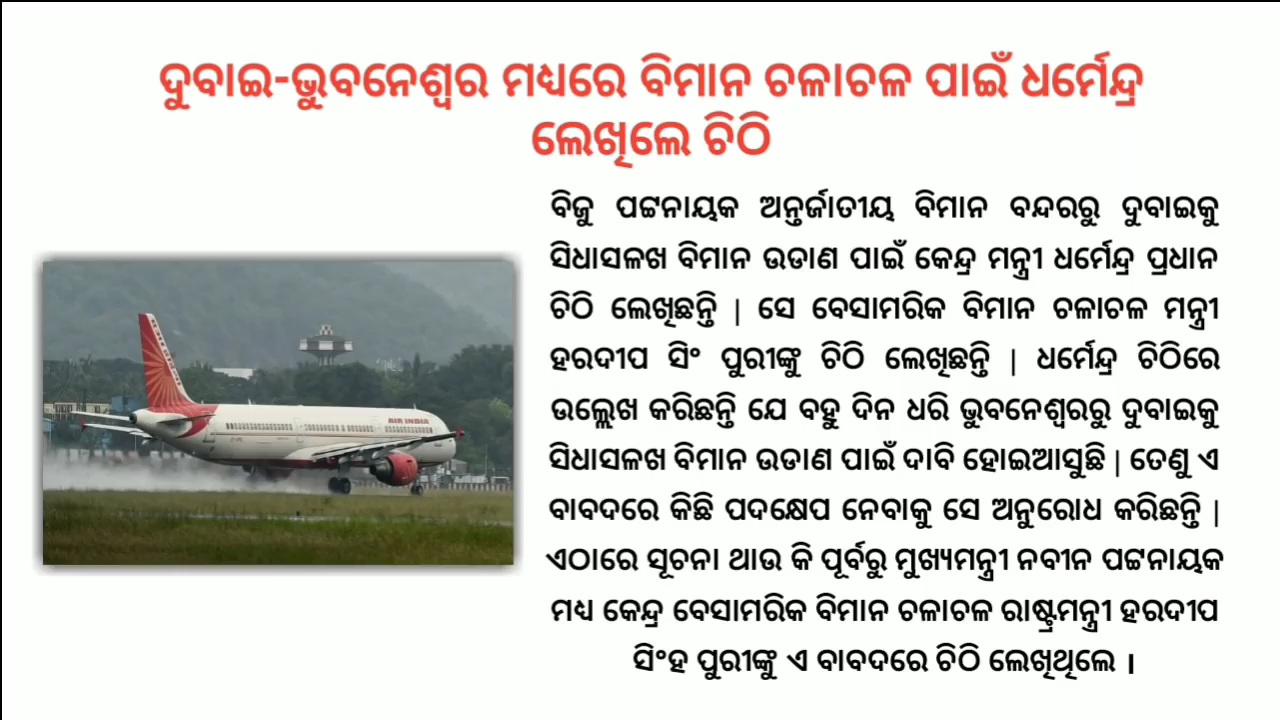 ଦୁବାଇ-ଭୁବନେଶ୍ୱର ମଧ୍ୟରେ ବିମାନ ଚଳାଚଳ ପାଇଁ ଧର୍ମେନ୍ଦ୍ର
ଲେଖିଲେ ଚିଠି
ବିଜୁ ପଟ୍ଟନାୟକ ଅନ୍ତର୍ଜାତୀୟ ବିମାନ ବନ୍ଦରରୁ ଦୁବାଇକୁ
ସିଧାସଳଖ ବିମାନ ଉଡାଣ ପାଇଁ କେନ୍ଦ୍ର ମନ୍ତ୍ରୀ ଧର୍ମେନ୍ଦ୍ର ପ୍ରଧାନ
ଚିଠି ଲେଖିଛନ୍ତି | ସେ ବେସାମରିକ ବିମାନ ଚଳାଚଳ ମନ୍ତ୍ରୀ
ହରଦୀପ ସିଂ ପୁରୀଙ୍କୁ ଚିଠି ଲେଖିଛନ୍ତି | ଧର୍ମେନ୍ଦ୍ର ଚିଠିରେ
ଉଲ୍ଲେଖ କରିଛନ୍ତି ଯେ ବହୁ ଦିନ ଧରି ଭୁବନେଶ୍ୱରରୁ ଦୁବାଇକୁ
ସିଧାସଳଖ ବିମାନ ଉଡାଣ ପାଇଁ ଦାବି ହୋଇଆସୁଛି | ତେଣୁ ଏ
ବାବଦରେ କିଛି ପଦକ୍ଷେପ ନେବାକୁ ସେ ଅନୁରୋଧ କରିଛନ୍ତି |
ଏଠାରେ ସୂଚନା ଥାଉ କି ପୂର୍ବରୁ ମୁଖ୍ୟମନ୍ତ୍ରୀ ନବୀନ ପଟ୍ଟନାୟକ
ମଧ୍ୟ କେନ୍ଦ୍ର ବେସାମରିକ ବିମାନ ଚଳାଚଳ ରାଷ୍ଟ୍ରମନ୍ତ୍ରୀ ହରଦୀପ
ସିଂହ ପୁରୀଙ୍କୁ ଏ ବାବଦରେ ଚିଠି ଲେଖିଥିଲେ ।
AIR INDIA